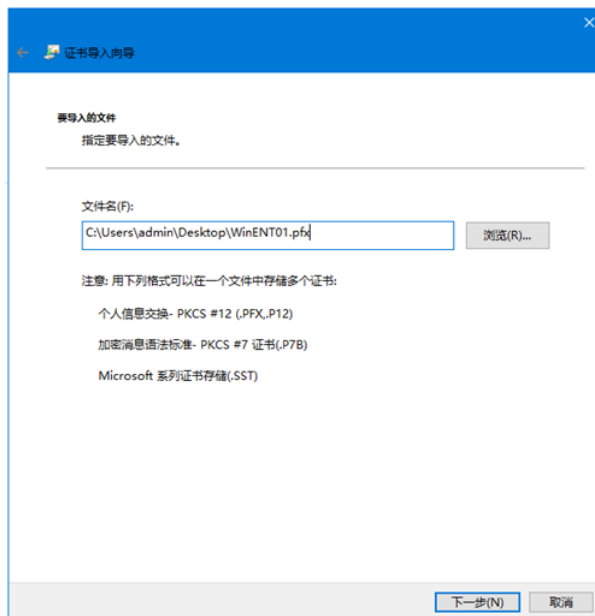 证书导入向导
要导入的文件
指定要导入的文件。
文件名(F):
C:\Users\admin\Desktop\WinENT01.pfx
浏览(R)...
注意: 用下列格式可以在一个文件中存储多个证书:
个人信息交换- PKCS #12 (.PFX,.P12)
加密消息语法标准- PKCS #7 证书(.P7B)
Microsoft 系列证书存储(.SST)
下一步(N)
取消